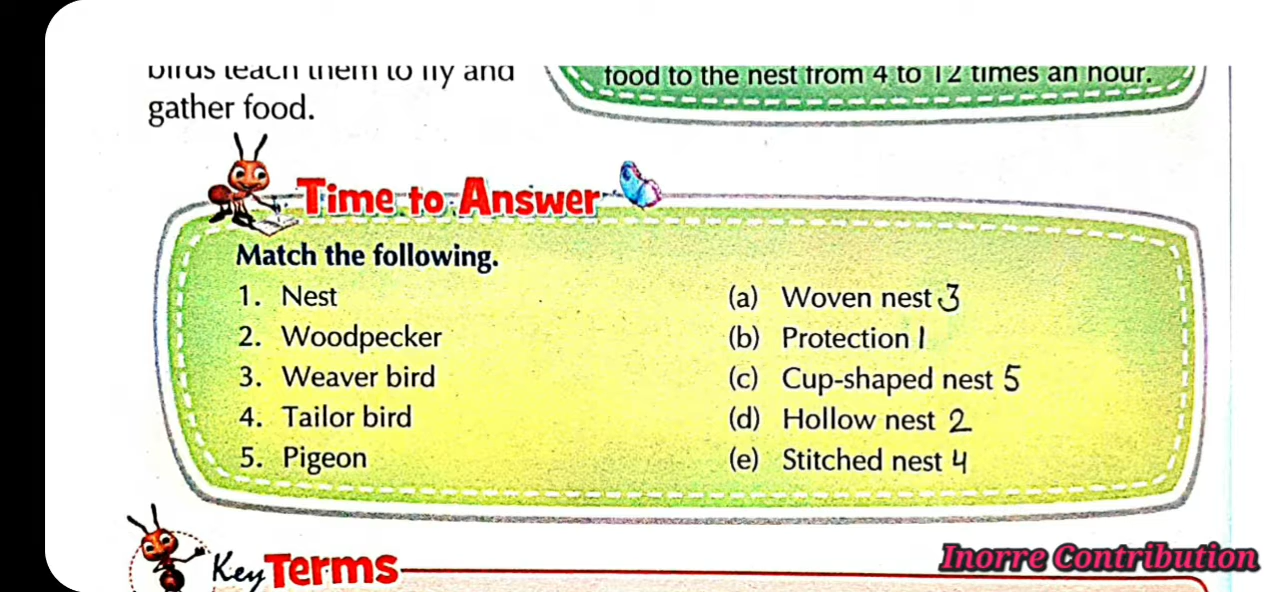 birds teach them to fly and
gather food.
food to the nest from 4 to 12 times an hour.
Time to Answer
Match the following.
1. Nest
(a) Woven nest 3
2. Woodpecker
(b) Protection 1
3. Weaver bird
(c) Cup-shaped nest 5
4. Tailor bird
(d) Hollow nest 2
5. Pigeon
(e) Stitched nest 4
Key Terms
Inorre Contribution